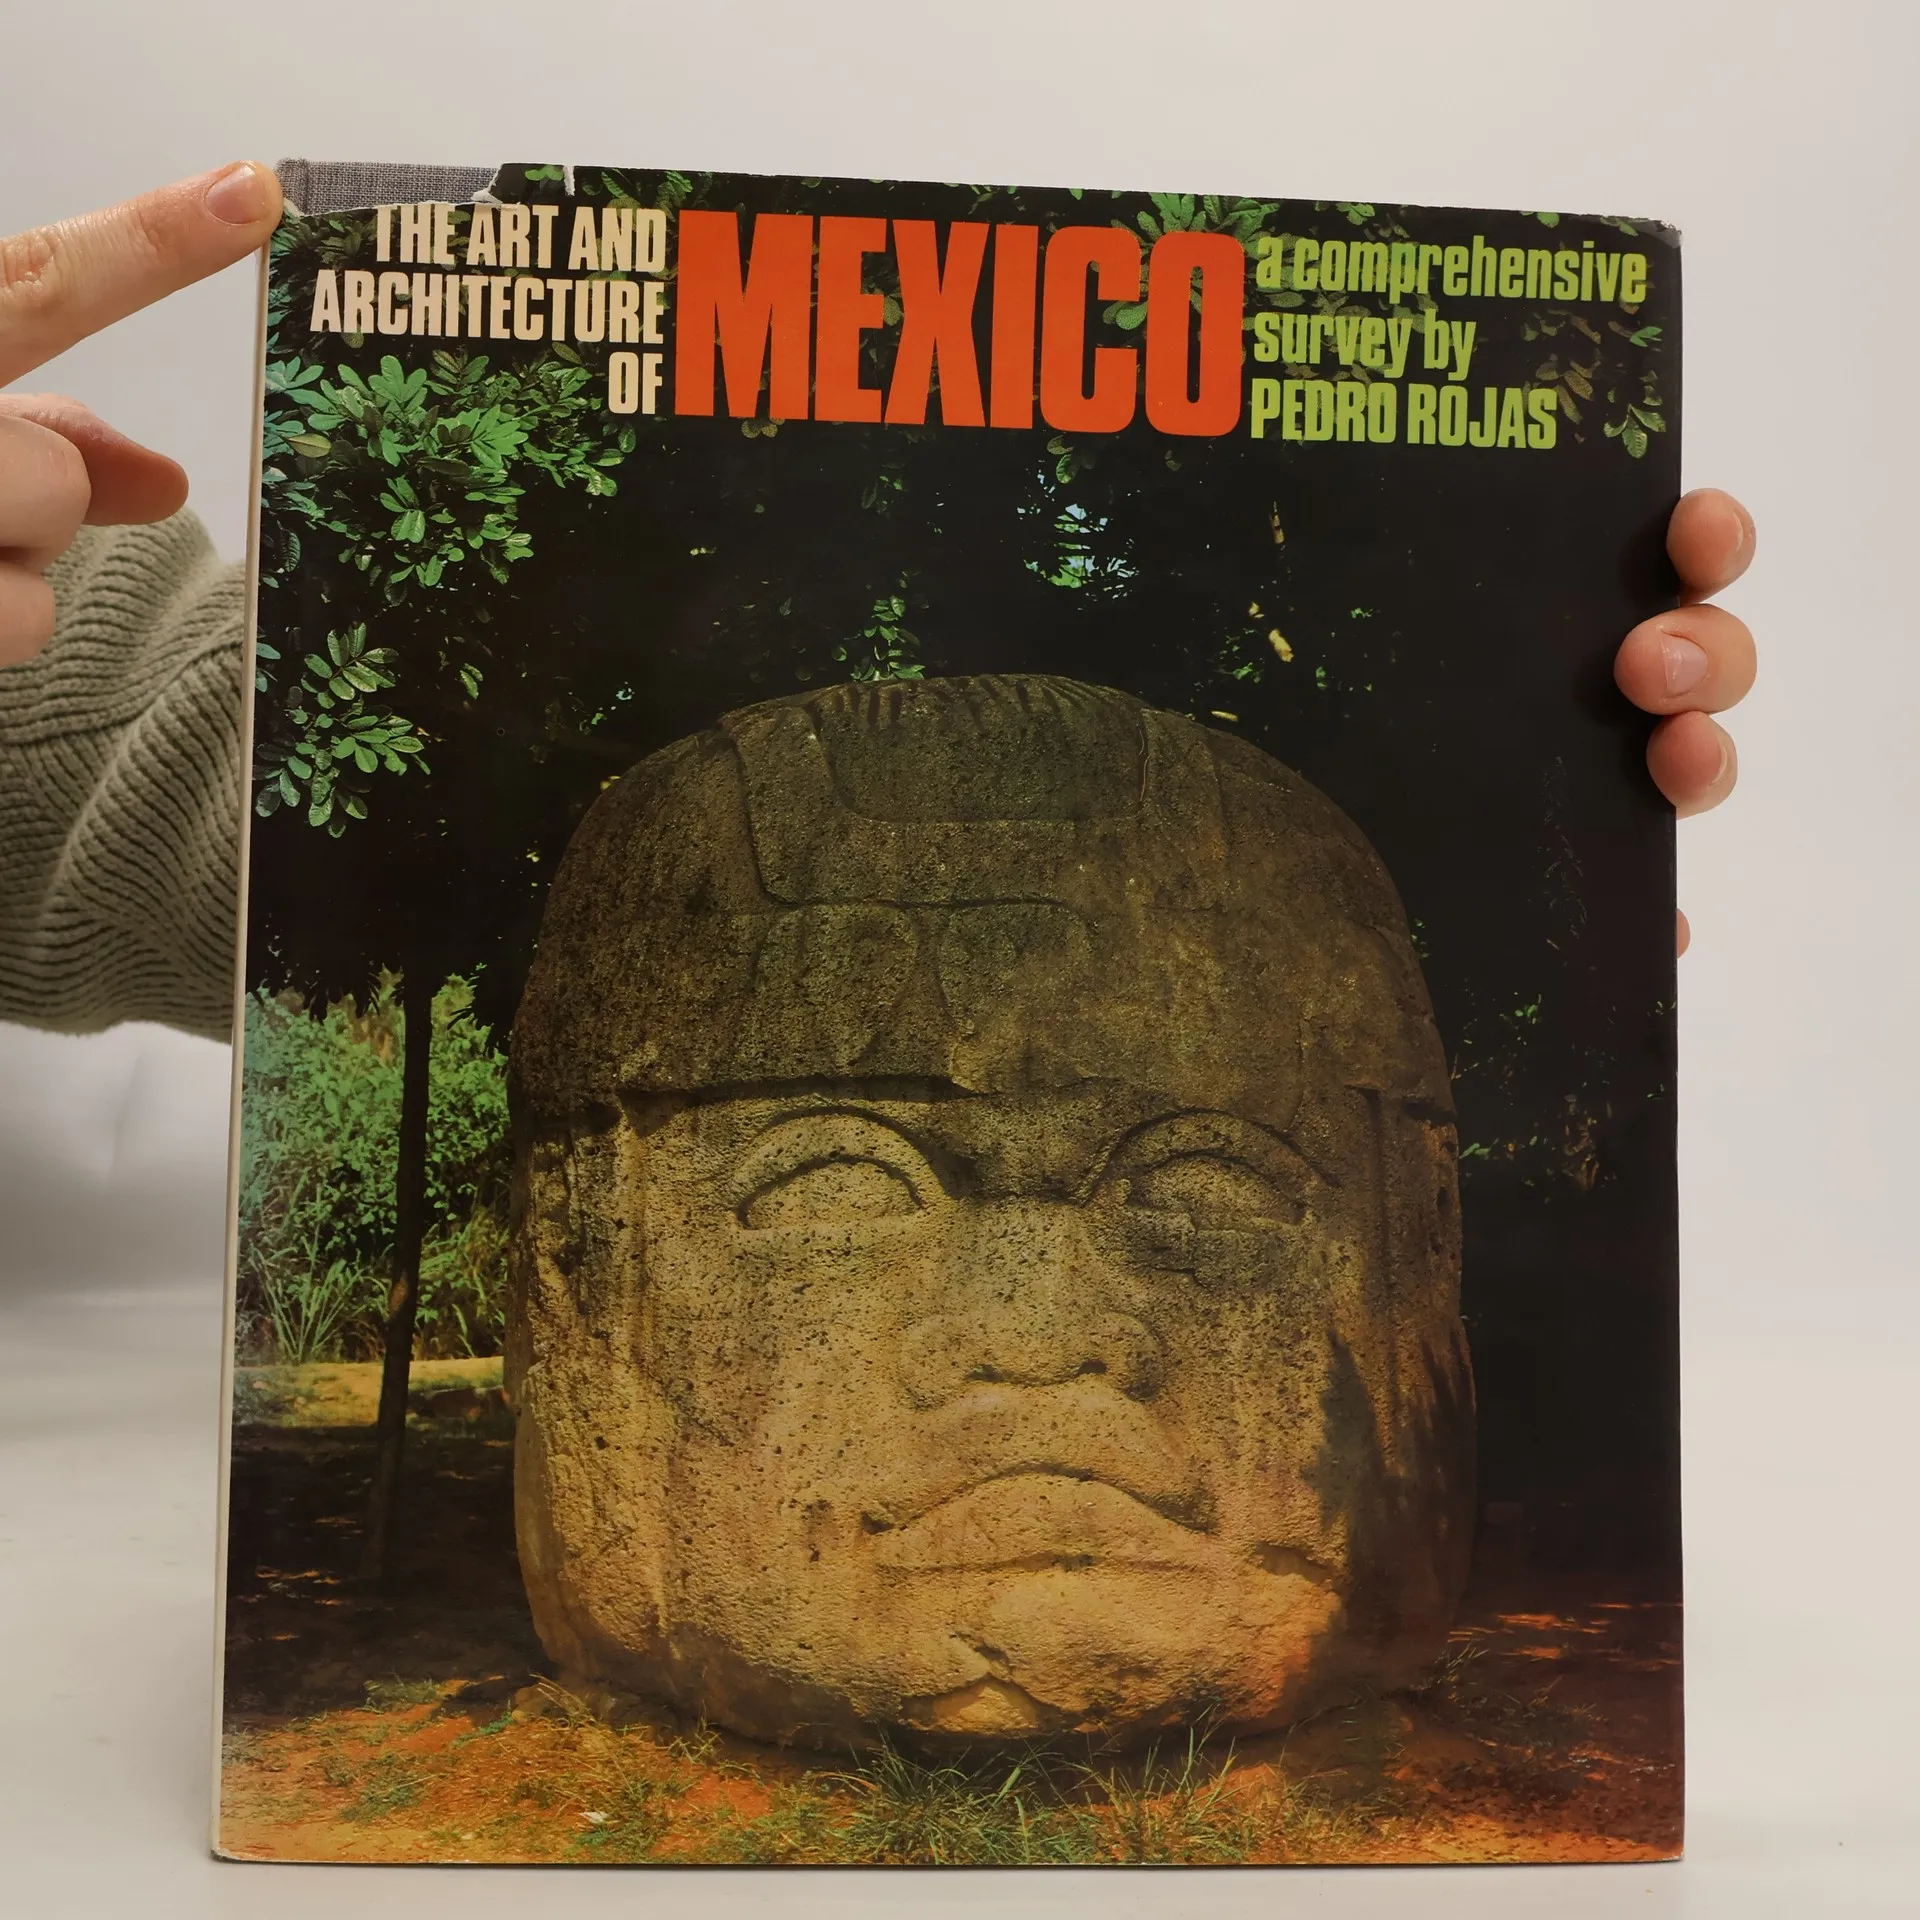 THE ART AND
ARCHITECTURE
OF
MEXICO
a comprehensive
survey by
PEDRO ROJAS